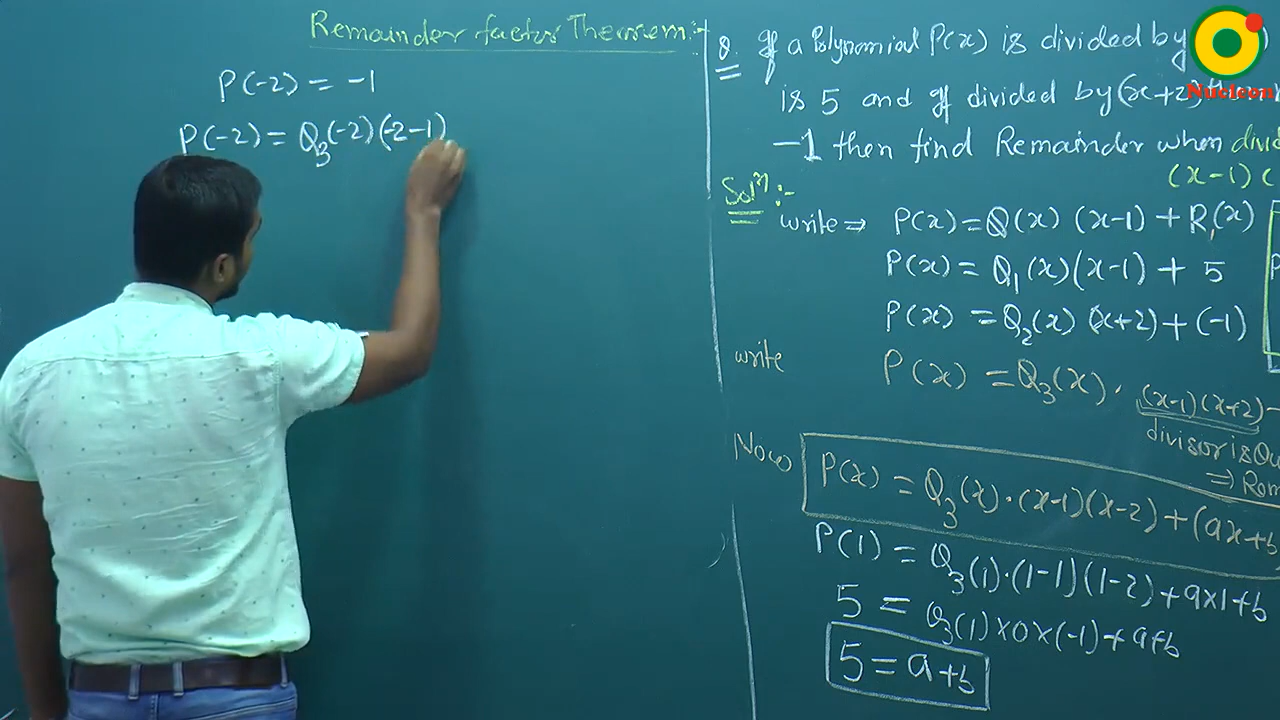 Remainder factor Theorem:-
P(-2) = -1
P(-2) = Q₃(-2)(-2-1)
8. If a Polynomial P(x) is divided by
is 5 and if divided by (x+2)
-1 then find Remainder when divid
(x-1)(
Solⁿ:-
write ⇒ P(x) = Q(x) (x-1) + R₁(x)
P(x) = Q₁(x)(x-1) + 5
P(x) = Q₂(x) (x+2) + (-1)
write P(x) = Q₃(x) · (x-1)(x+2)-
divisor is Qu
⇒ Rem
Now P(x) = Q₃(x)·(x-1)(x-2) + (ax+b
P(1) = Q₃(1)·(1-1)(1-2)+a×1+b
5 = Q₃(1)×0×(-1)+a+b
5 = a+b
Nucleon